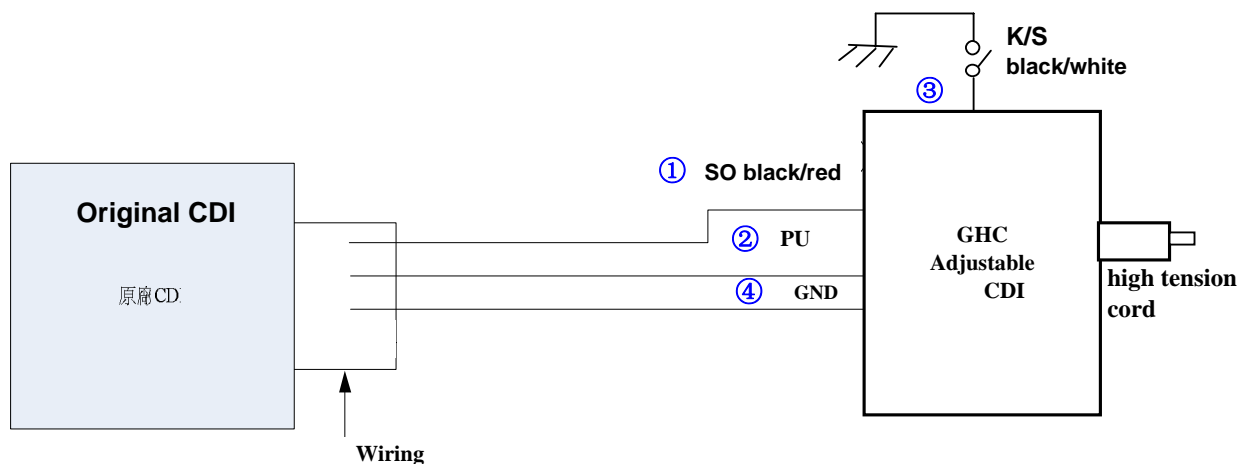 K/S
black/white
③
① SO black/red
Original CDI
② PU
GHC
Adjustable
CDI
原廠CDI
④ GND
high tension
cord
Wiring